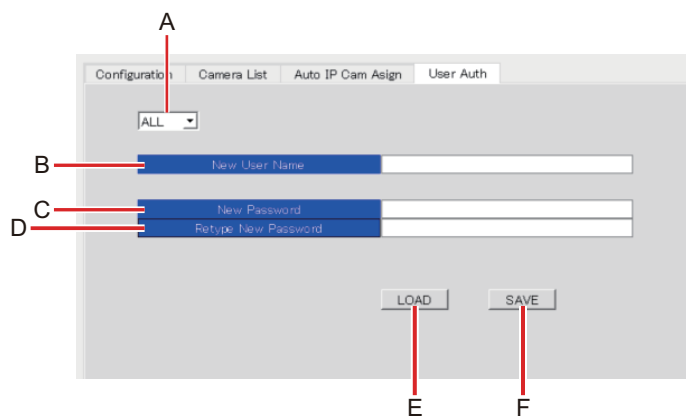 A
Configuration Camera List Auto IP Cam Asign User Auth
ALL
B New User Name
C New Password
D Retype New Password
LOAD SAVE
E F